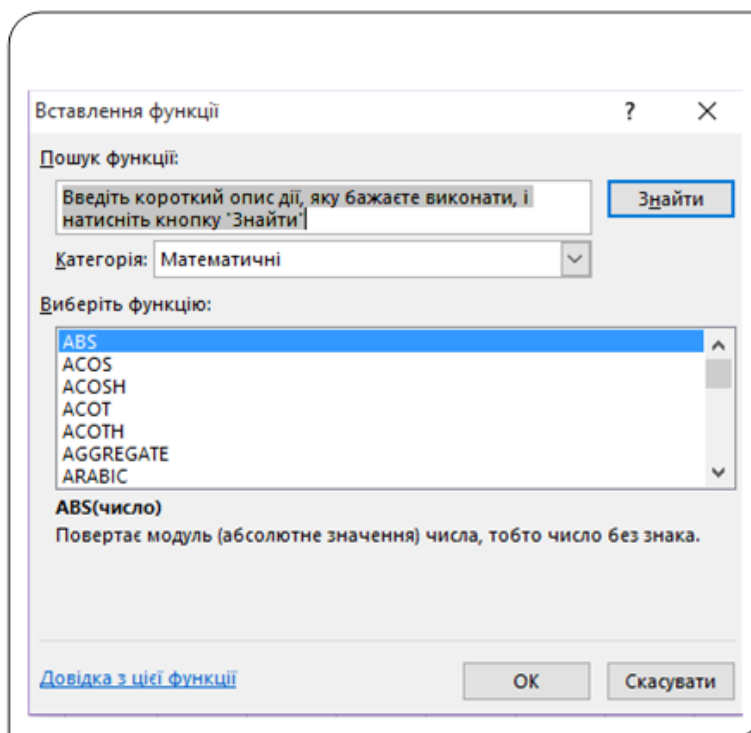 Вставлення функції ?
Пошук функції:
Введіть короткий опис дії, яку бажаєте виконати, і
натисніть кнопку "Знайти"
Знайти
Категорія: Математичні
Виберіть функцію:
ABS
ACOS
ACOSH
ACOT
ACOTH
AGGREGATE
ARABIC
ABS(число)
Повертає модуль (абсолютне значення) числа, тобто число без знака.
Довідка з цієї функції
ОК
Скасувати